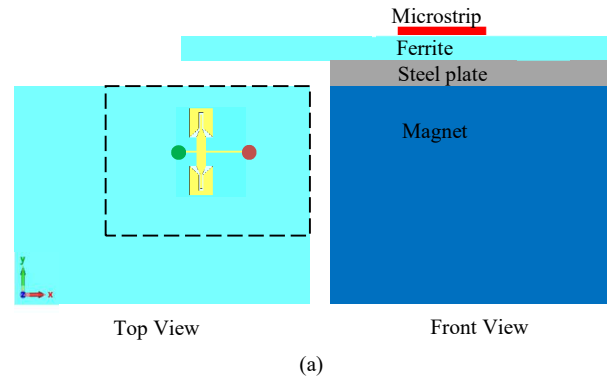 Microstrip
Ferrite
Steel plate
Magnet
y
z
x
Top View
Front View
(a)